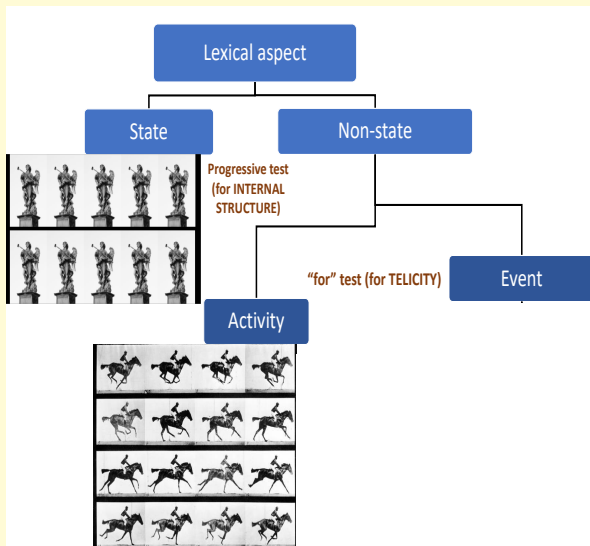 Lexical aspect
State
Non-state
Progressive test
(for INTERNAL
STRUCTURE)
“for” test (for TELICITY)
Event
Activity